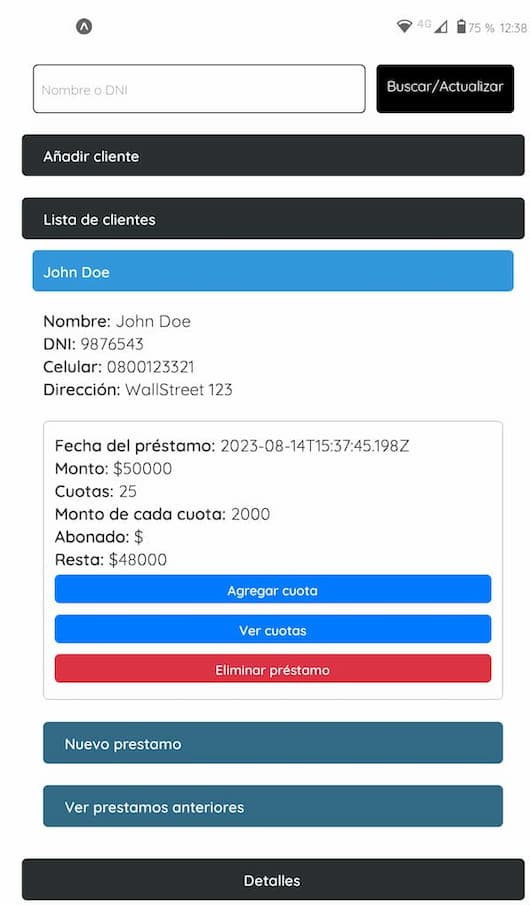 4G 75 % 12:38
Nombre o DNI
Buscar/Actualizar
Añadir cliente
Lista de clientes
John Doe
Nombre: John Doe
DNI: 9876543
Celular: 0800123321
Dirección: WallStreet 123
Fecha del préstamo: 2023-08-14T15:37:45.198Z
Monto: $50000
Cuotas: 25
Monto de cada cuota: 2000
Abonado: $
Resta: $48000
Agregar cuota
Ver cuotas
Eliminar préstamo
Nuevo prestamo
Ver prestamos anteriores
Detalles